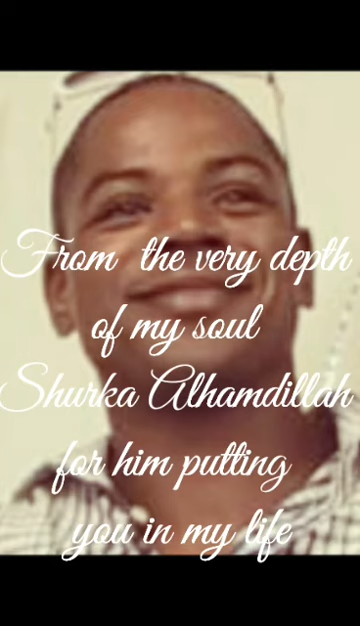 From the very depth
of my soul
Shurka Alhamdillah
for him putting
you in my life